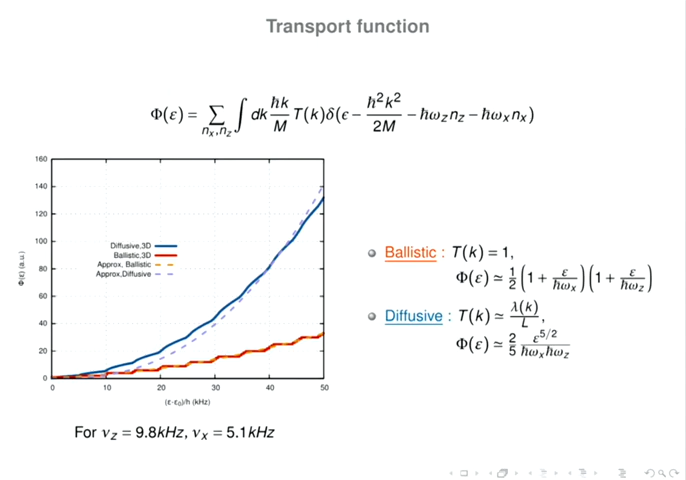 Transport function
Φ(ε) = ∑_{n_x,n_z} ∫ dk ħk/M T(k)δ(ϵ − ħ²k²/2M − ħω_z n_z − ħω_x n_x)
160
140
120
100
80
60
40
20
0
Φ(ε) (a.u.)
Diffusive,3D
Ballistic,3D
Approx, Ballistic
Approx,Diffusive
0 10 20 30 40 50
(ε-ε₀)/h (kHz)
Ballistic : T(k) = 1,
Φ(ε) ≃ 1/2 (1 + ε/ħω_x)(1 + ε/ħω_z)
Diffusive : T(k) ≃ λ(k)/L,
Φ(ε) ≃ 2/5 ε^{5/2}/ħω_xħω_z
For ν_z = 9.8kHz, ν_x = 5.1kHz